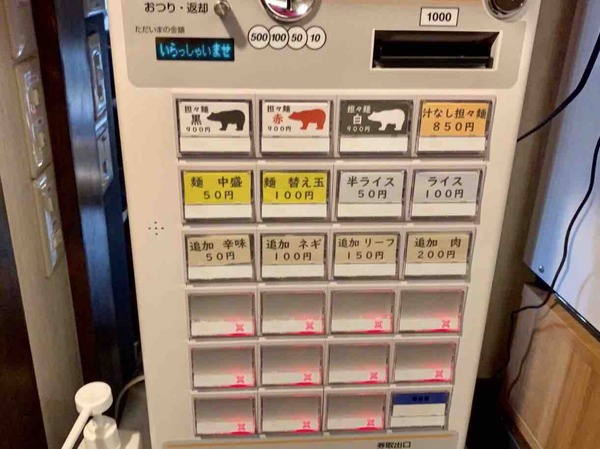 おつり・返却
1000
ただいまの金額
いらっしゃいませ
500 100 50 10
担々麺
黒
900円
担々麺
赤
900円
担々麺
白
900円
汁なし担々麺
850円
麺 中盛
50円
麺 替え玉
100円
半ライス
50円
ライス
100円
追加 辛味
50円
追加 ネギ
100円
追加 リーフ
150円
追加 肉
200円
券取出口